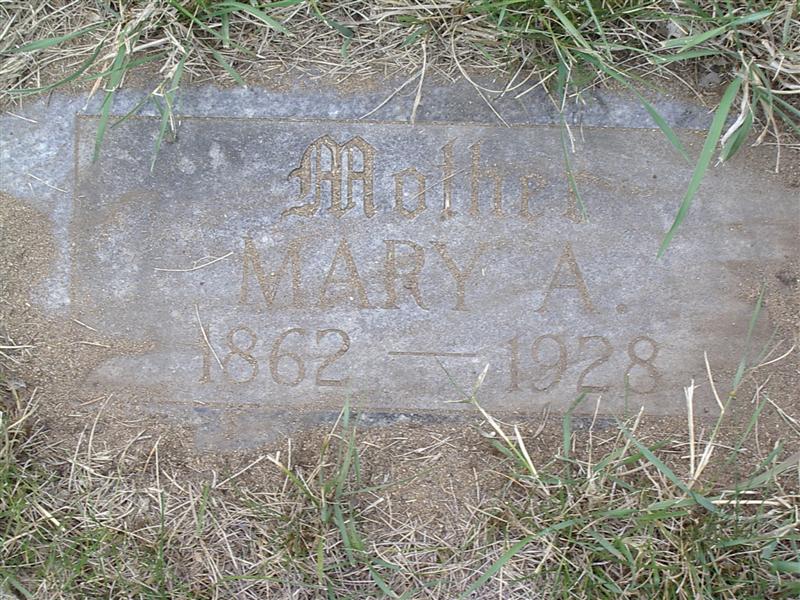 Mother
MARY A.
1862 — 1928